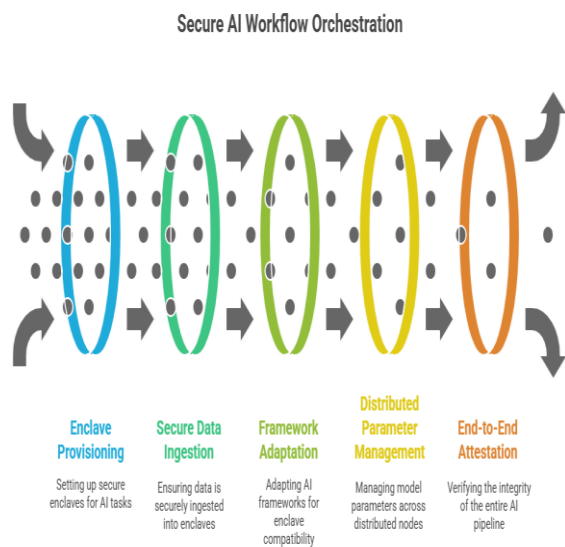 Secure AI Workflow Orchestration
Enclave
Provisioning
Setting up secure
enclaves for AI tasks
Secure Data
Ingestion
Ensuring data is
securely ingested
into enclaves
Framework
Adaptation
Adapting AI
frameworks for
enclave
compatibility
Distributed
Parameter
Management
Managing model
parameters across
distributed nodes
End-to-End
Attestation
Verifying the integrity
of the entire AI
pipeline